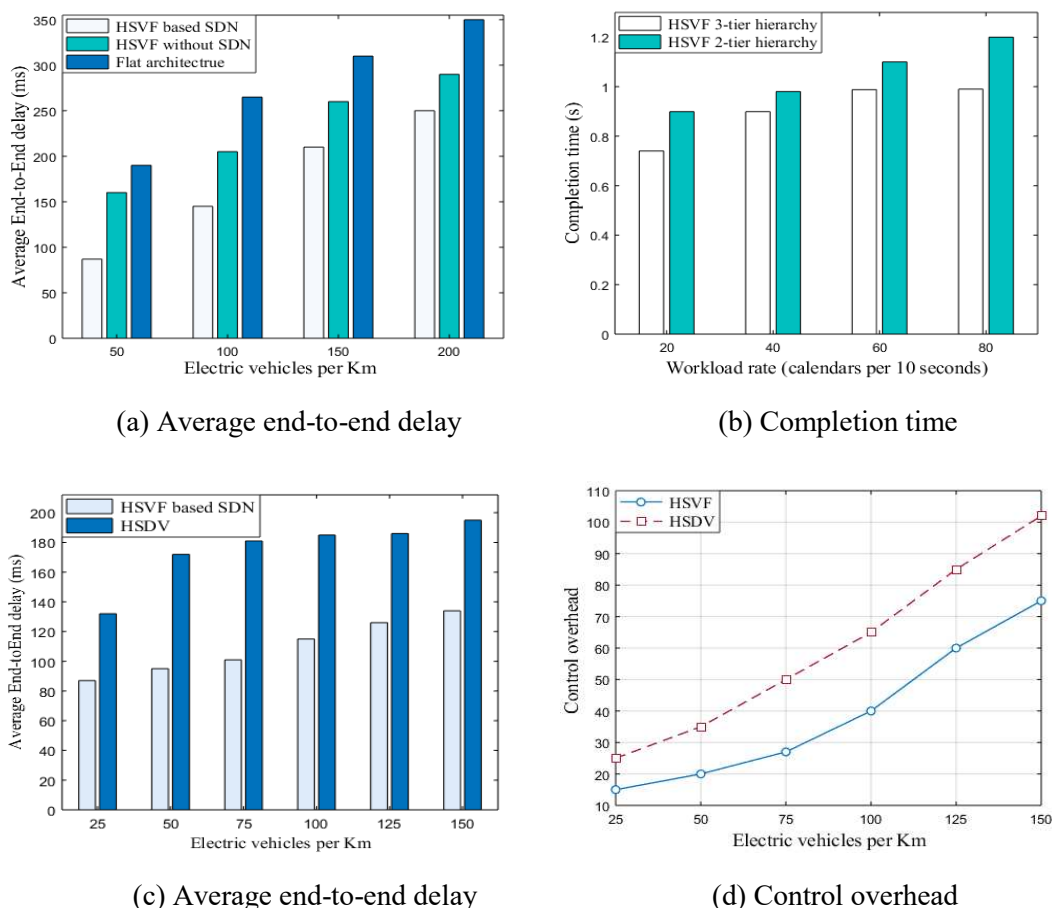 350
300
250
200
150
100
50
0
Average End-to-End delay (ms)
HSVF based SDN
HSVF without SDN
Flat architectrue
50 100 150 200
Electric vehicles per Km
(a) Average end-to-end delay
1.2
1
0.8
0.6
0.4
0.2
0
Completion time (s)
HSVF 3-tier hierarchy
HSVF 2-tier hierarchy
20 40 60 80
Workload rate (calendars per 10 seconds)
(b) Completion time
200
180
160
140
120
100
80
60
40
20
0
Average End-toEnd delay (ms)
HSVF based SDN
HSDV
25 50 75 100 125 150
Electric vehicles per Km
(c) Average end-to-end delay
110
100
90
80
70
60
50
40
30
20
10
Control overhead
HSVF
HSDV
25 50 75 100 125 150
Electric vehicles per Km
(d) Control overhead